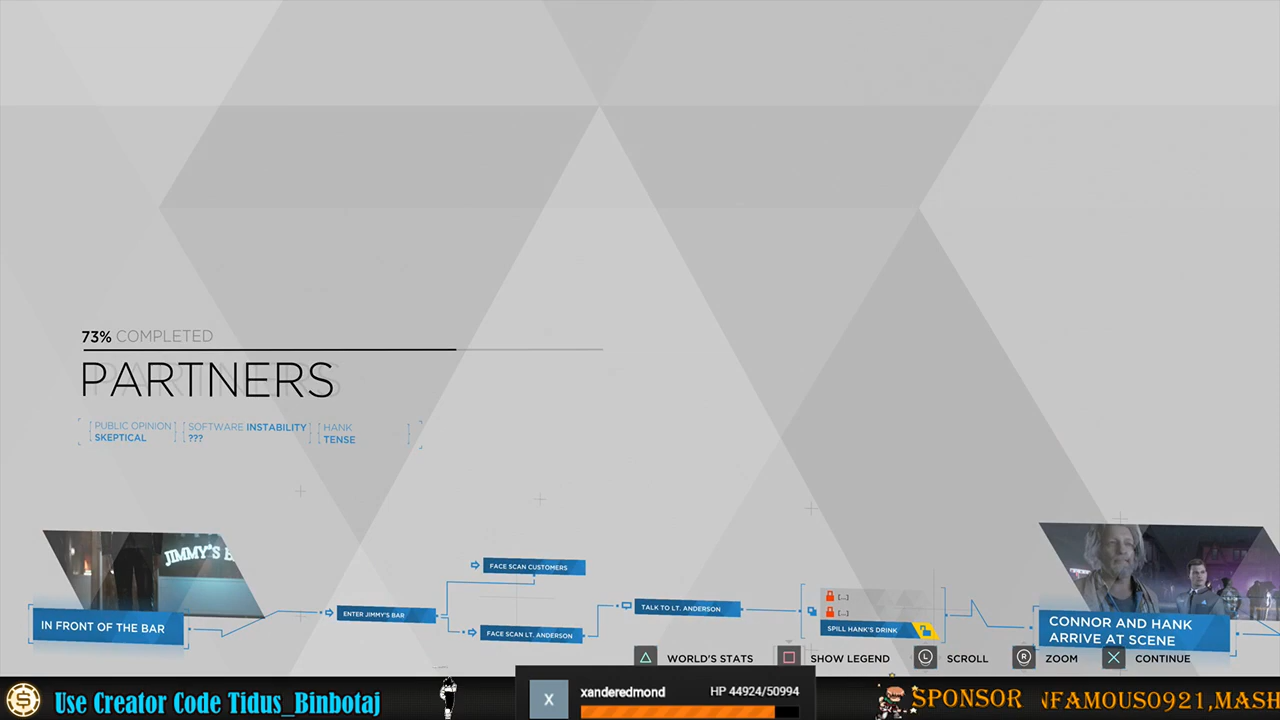 73% COMPLETED
PARTNERS
PUBLIC OPINION
SKEPTICAL
SOFTWARE INSTABILITY
???
HANK
TENSE
JIMMY'S B
IN FRONT OF THE BAR
ENTER JIMMY'S BAR
FACE SCAN CUSTOMERS
FACE SCAN LT. ANDERSON
TALK TO LT. ANDERSON
[...]
[...]
SPILL HANK'S DRINK
CONNOR AND HANK
ARRIVE AT SCENE
WORLD'S STATS
SHOW LEGEND
L SCROLL
R ZOOM
CONTINUE
Use Creator Code Tidus_Binbotaj
X
xanderedmond
HP 44924/50994
SPONSOR
NFAMOUS0921,MASH